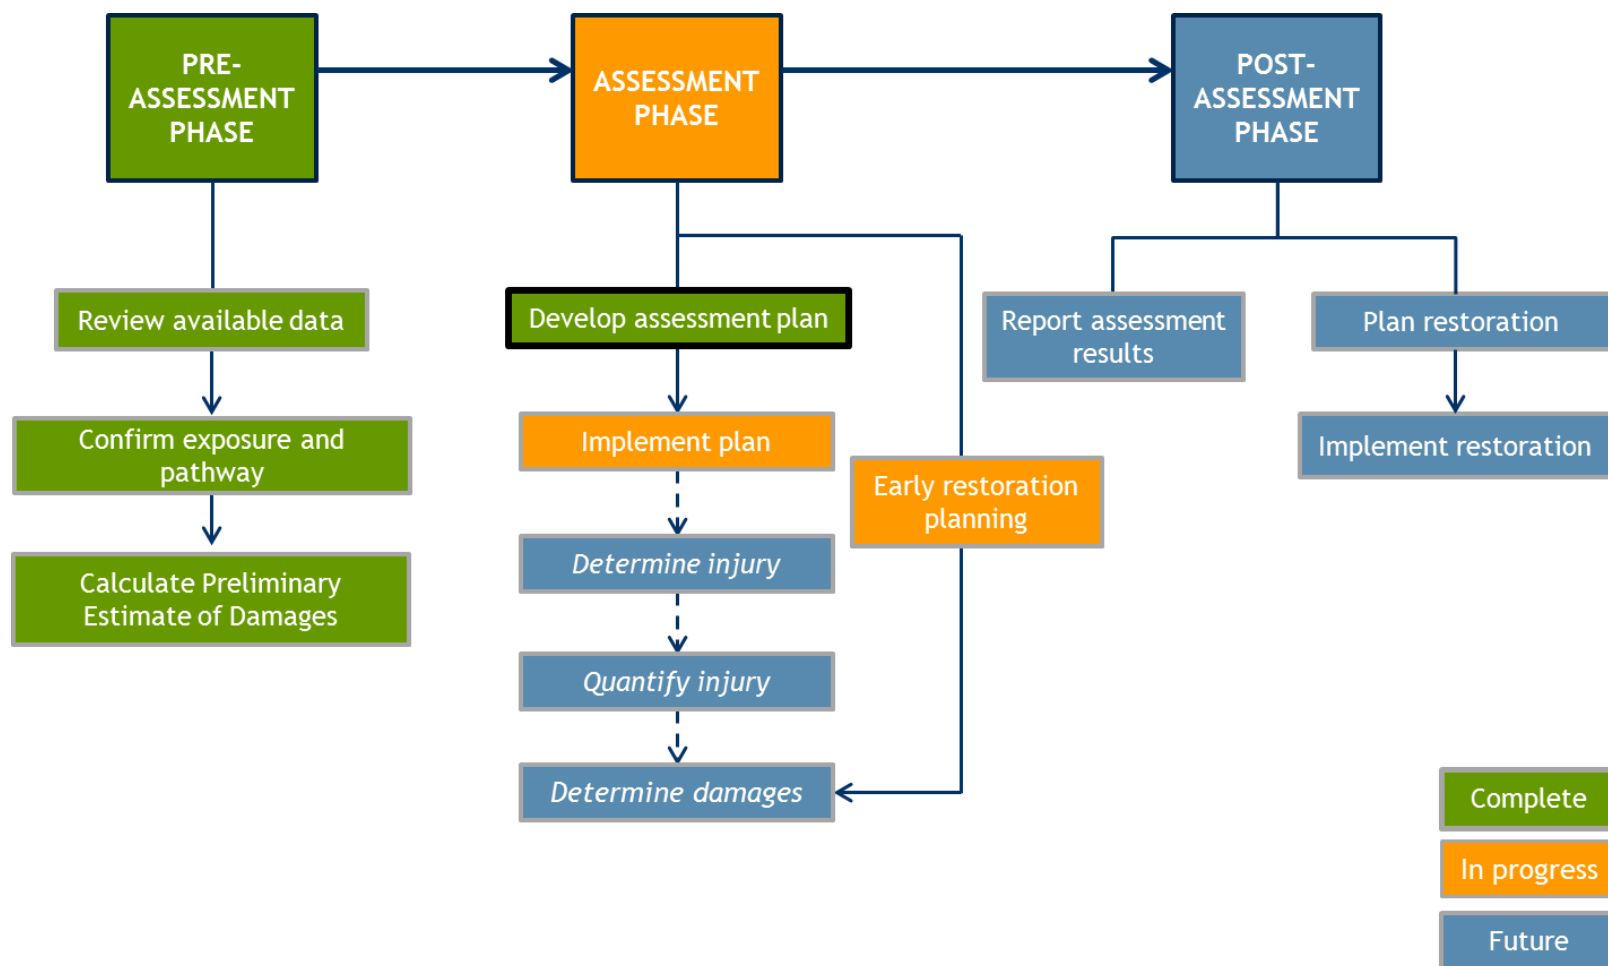 PRE-
ASSESSMENT
PHASE
ASSESSMENT
PHASE
POST-
ASSESSMENT
PHASE
Review available data
Confirm exposure and
pathway
Calculate Preliminary
Estimate of Damages
Develop assessment plan
Implement plan
Determine injury
Quantify injury
Determine damages
Early restoration
planning
Report assessment
results
Plan restoration
Implement restoration
Complete
In progress
Future